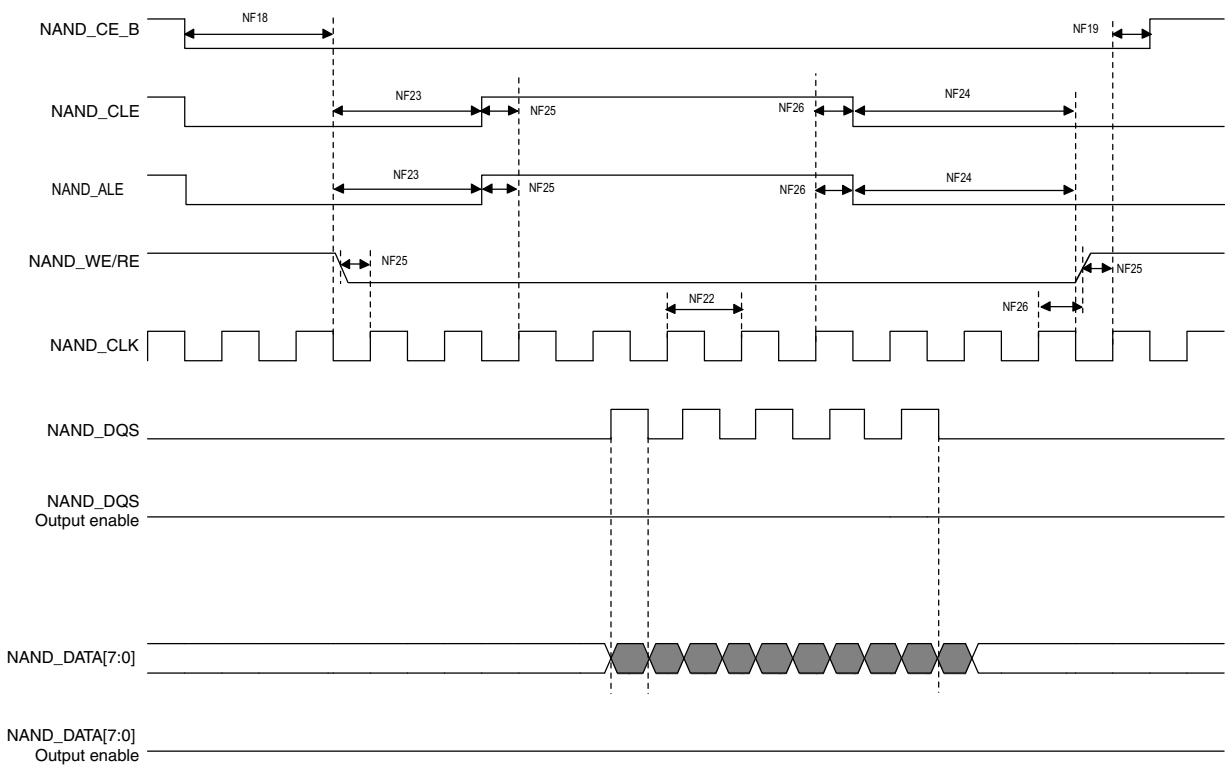 NF18
NAND_CE_B
NF19
NF23
NF24
NAND_CLE
NF25
NF26
NF23
NF24
NAND_ALE
NF25
NF26
NAND_WE/RE
NF25
NF25
NF22
NF26
NAND_CLK
NAND_DQS
NAND_DQS
Output enable
NAND_DATA[7:0]
NAND_DATA[7:0]
Output enable